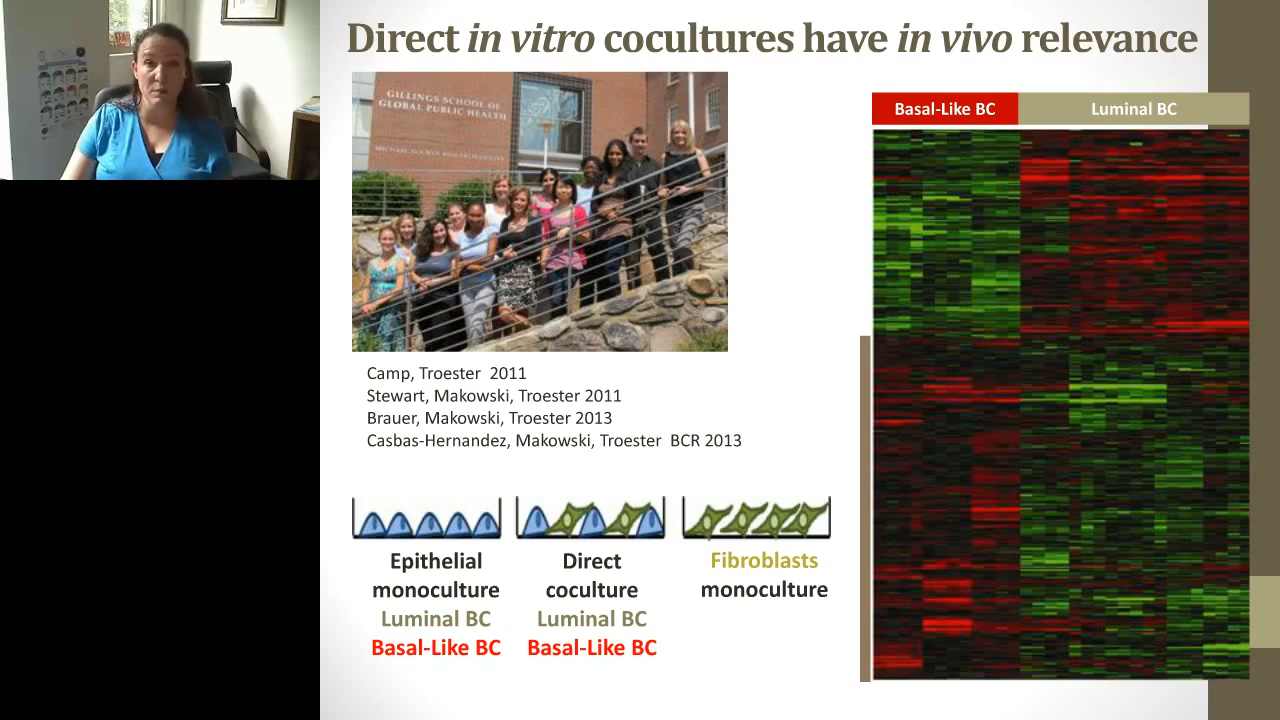 Direct in vitro cocultures have in vivo relevance
GILLINGS SCHOOL OF
GLOBAL PUBLIC HEALTH
Basal-Like BC
Luminal BC
Camp, Troester 2011
Stewart, Makowski, Troester 2011
Brauer, Makowski, Troester 2013
Casbas-Hernandez, Makowski, Troester BCR 2013
Epithelial
monoculture
Luminal BC
Basal-Like BC
Direct
coculture
Luminal BC
Basal-Like BC
Fibroblasts
monoculture